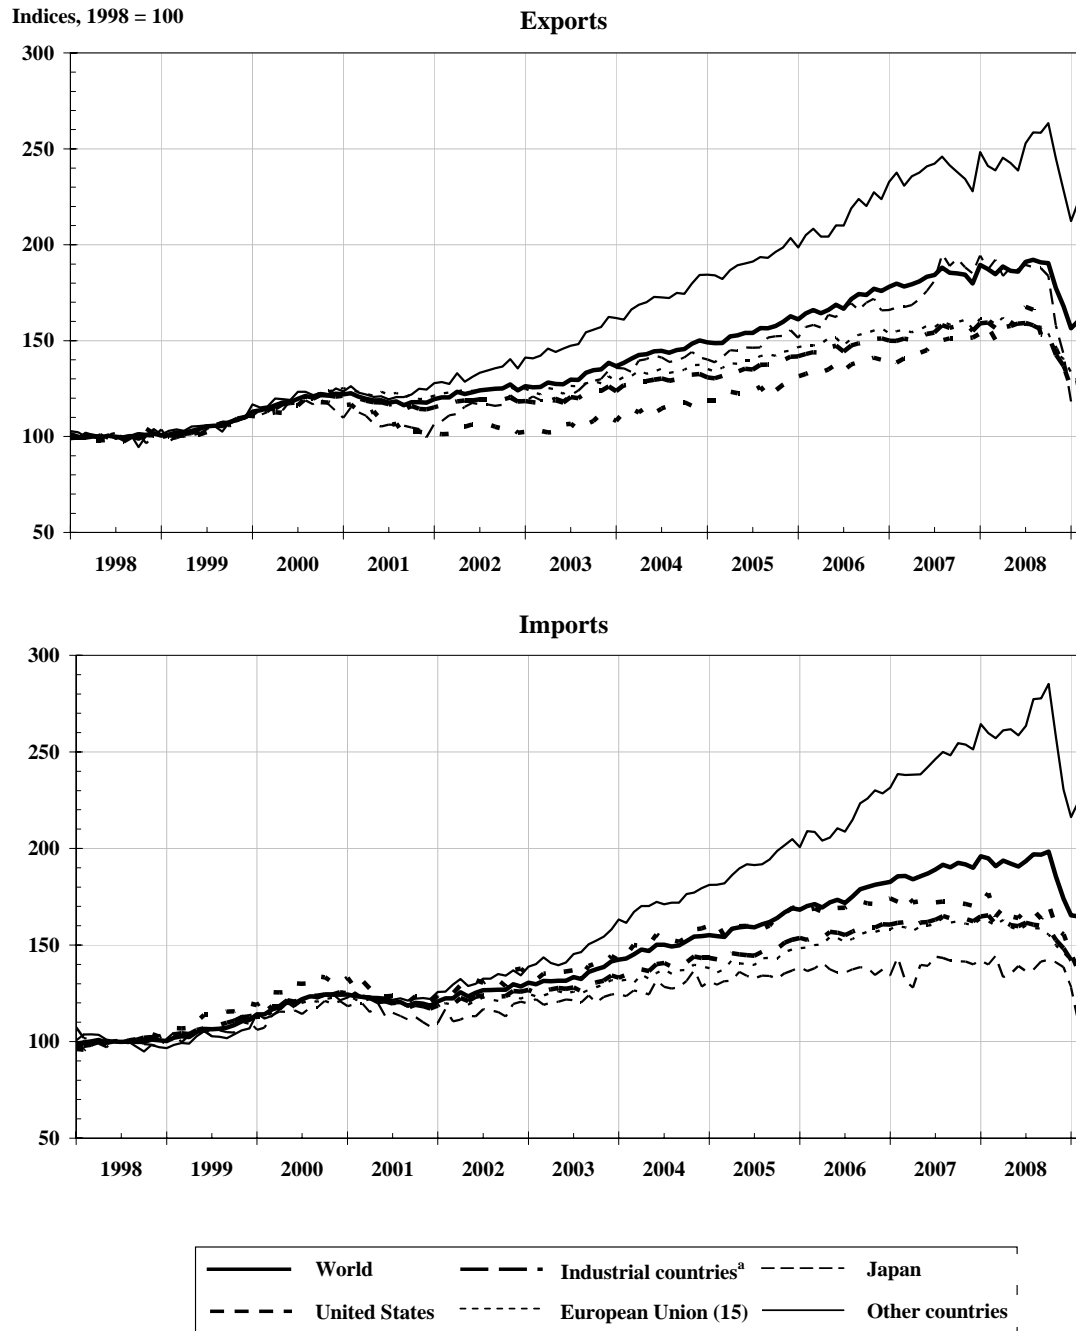 Indices, 1998 = 100
Exports
300
250
200
150
100
50
1998 1999 2000 2001 2002 2003 2004 2005 2006 2007 2008
Imports
300
250
200
150
100
50
1998 1999 2000 2001 2002 2003 2004 2005 2006 2007 2008
World Industrial countriesᵃ Japan
United States European Union (15) Other countries